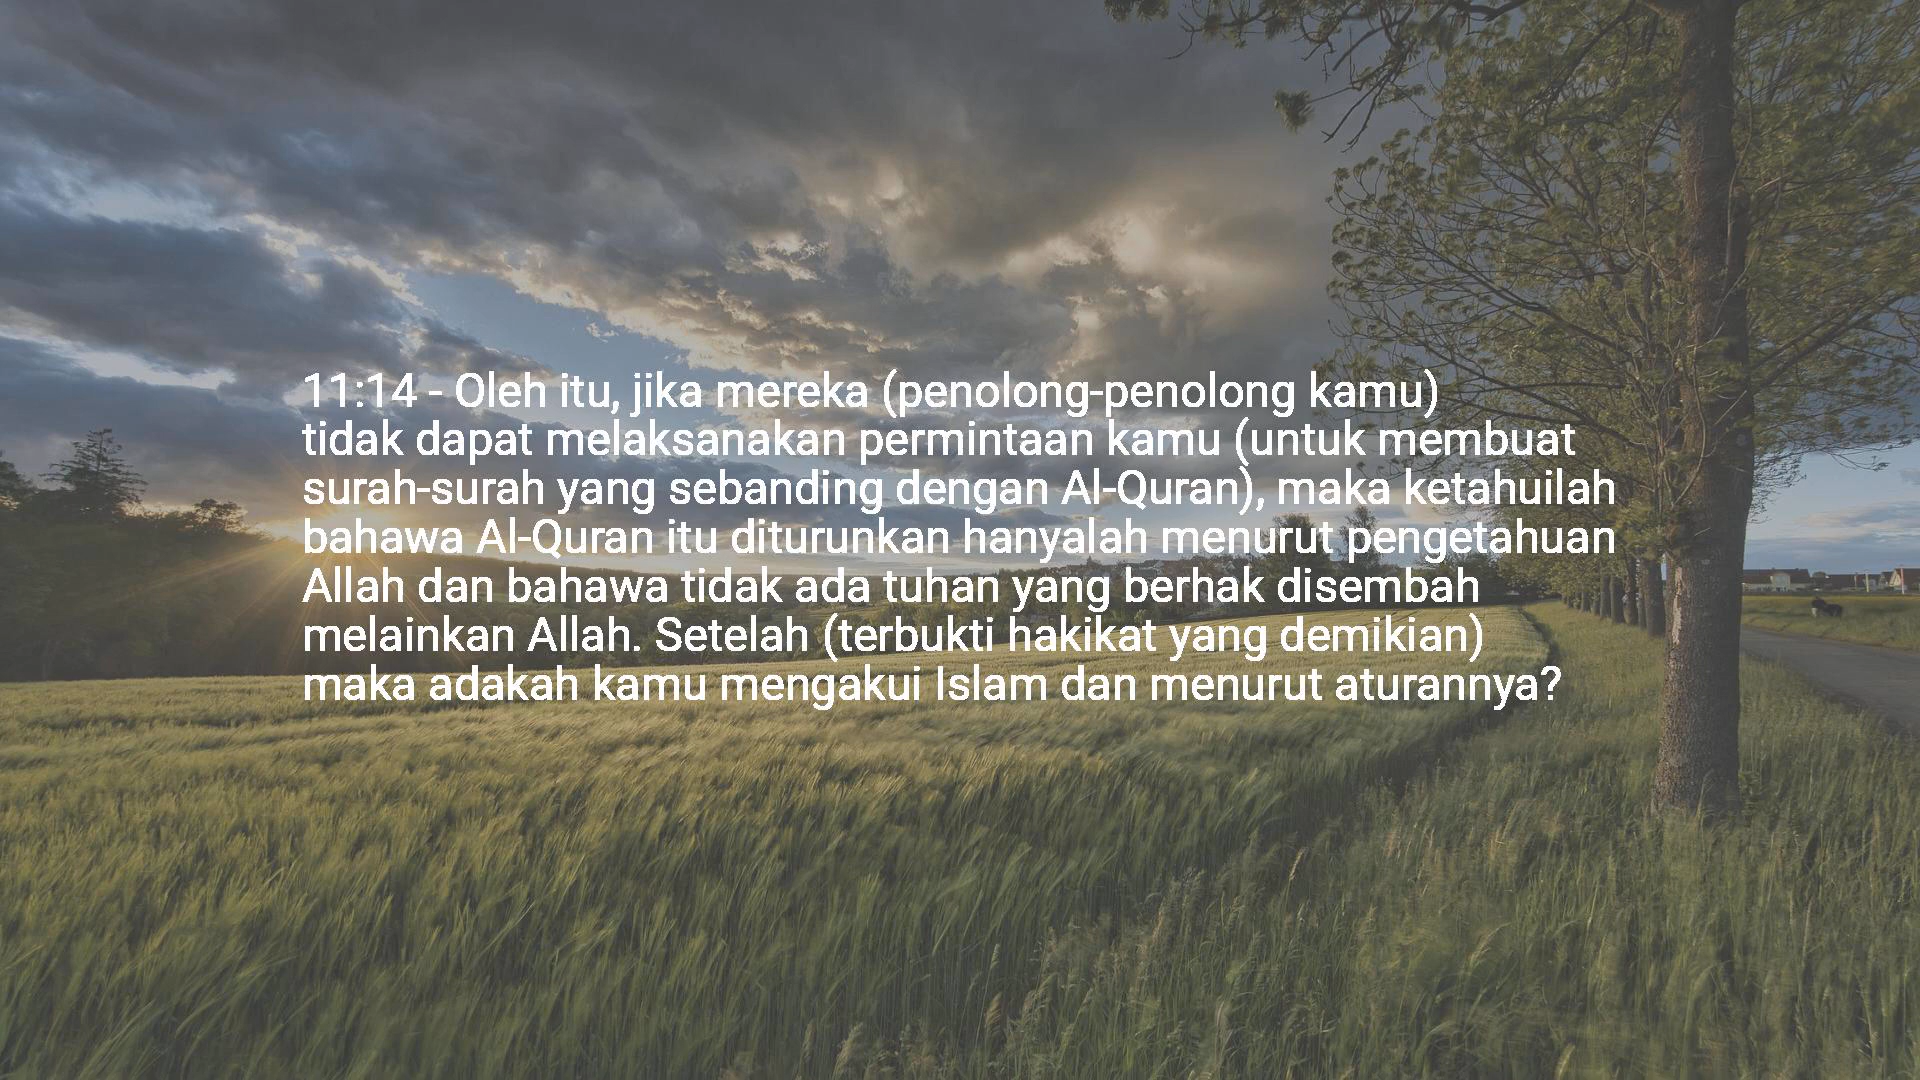 11:14 - Oleh itu, jika mereka (penolong-penolong kamu)
tidak dapat melaksanakan permintaan kamu (untuk membuat
surah-surah yang sebanding dengan Al-Quran), maka ketahuilah
bahawa Al-Quran itu diturunkan hanyalah menurut pengetahuan
Allah dan bahawa tidak ada tuhan yang berhak disembah
melainkan Allah. Setelah (terbukti hakikat yang demikian)
maka adakah kamu mengakui Islam dan menurut aturannya?